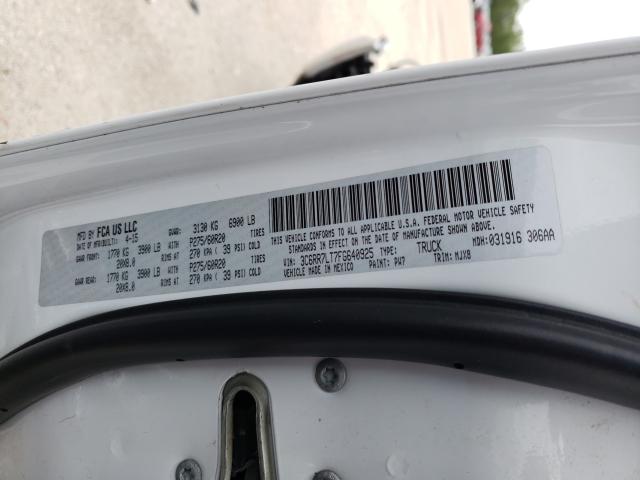 MFD BY FCA US LLC
DATE OF MFR(BUILT): 4-15 GVWR: 3130 KG 6900 LB
GAWR FRONT: 1770 KG 3900 LB TIRES P275/60R20
20X8.0 RIMS AT 270 KPA ( 39 PSI) COLD
GAWR REAR: 1770 KG 3900 LB TIRES P275/60R20
20X8.0 RIMS AT 270 KPA ( 39 PSI) COLD
THIS VEHICLE CONFORMS TO ALL APPLICABLE U.S.A. FEDERAL MOTOR VEHICLE SAFETY
STANDARDS IN EFFECT ON THE DATE OF MANUFACTURE SHOWN ABOVE.
VIN: 3C6RR7LT7FG640925 TYPE: TRUCK MDH: 031916 306AA
VEHICLE MADE IN MEXICO PAINT: PW7 TRIM: MJX8